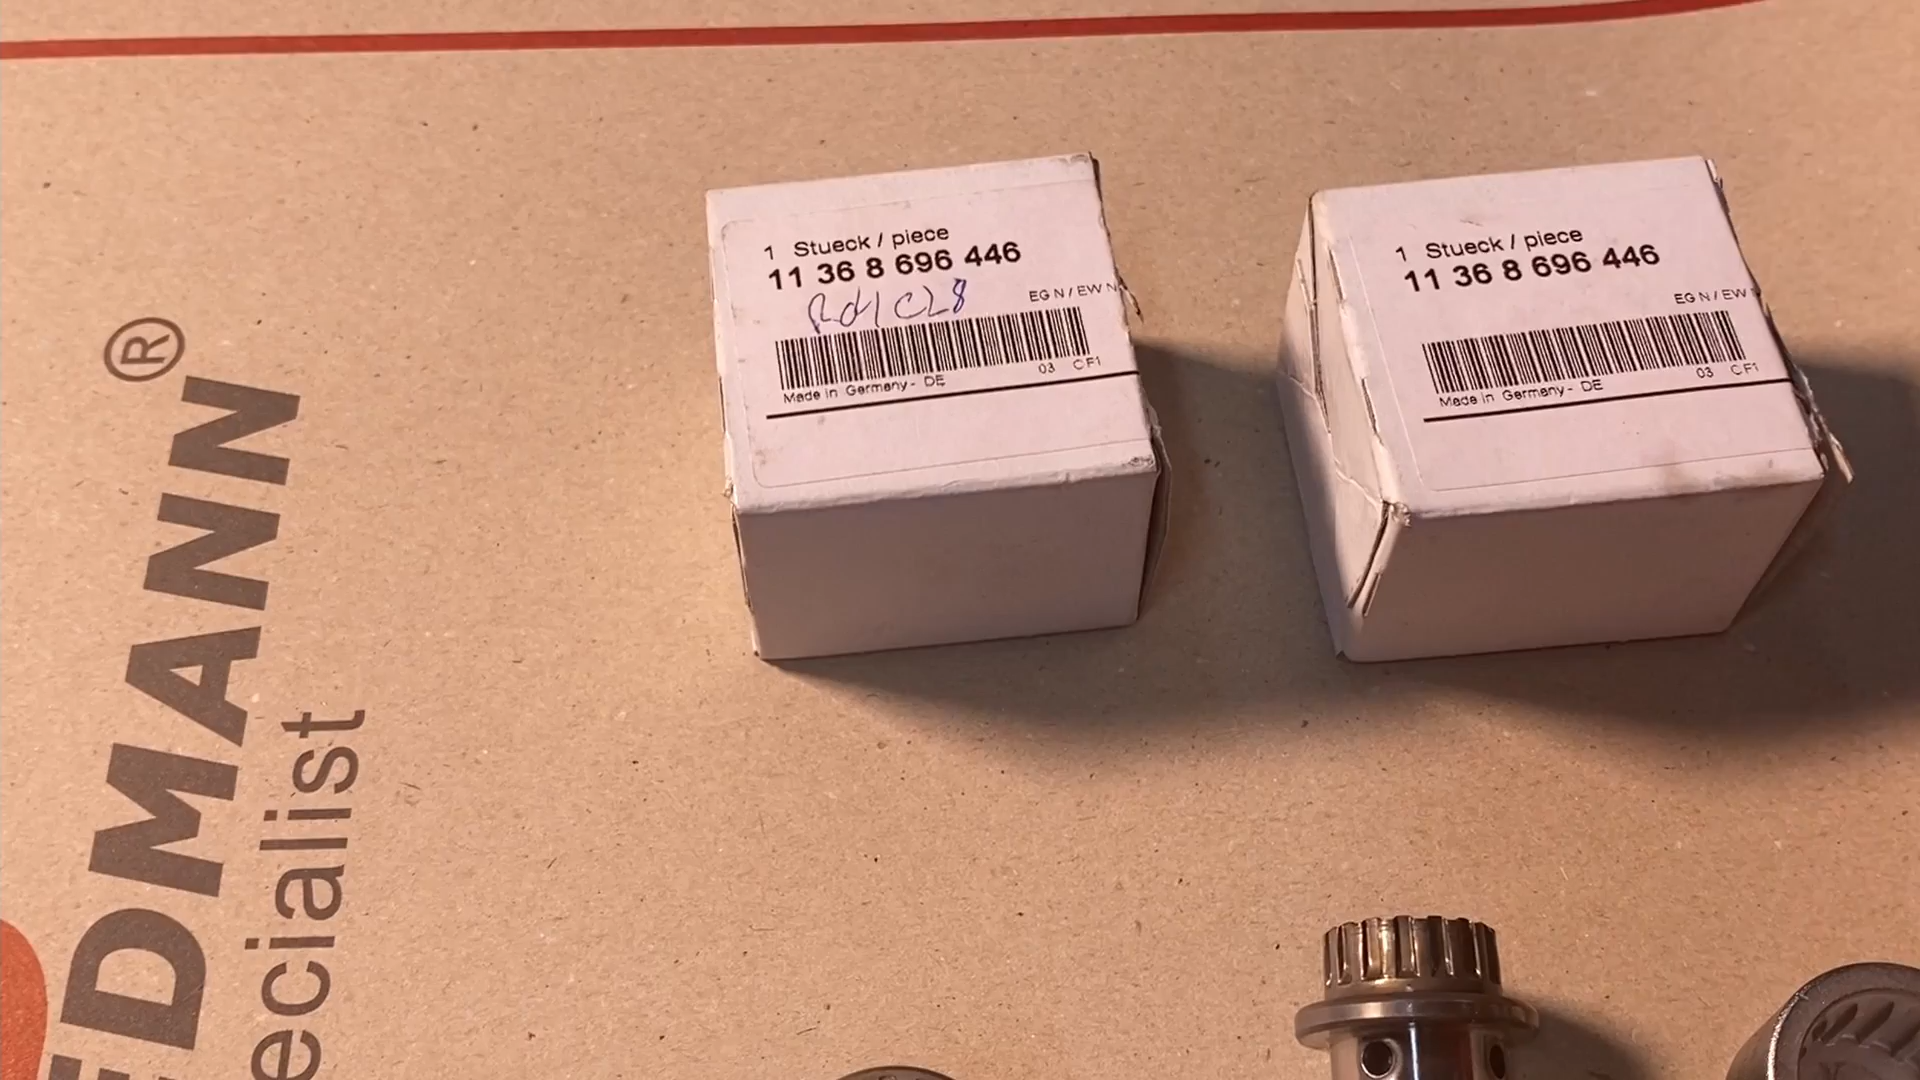 1 Stueck / piece
11 36 8 696 446
EG N / EW N
03 CF1
Made in Germany - DE
1 Stueck / piece
11 36 8 696 446
EG N / EW
03 CF1
Made in Germany - DE
EDMANN®
ecialist